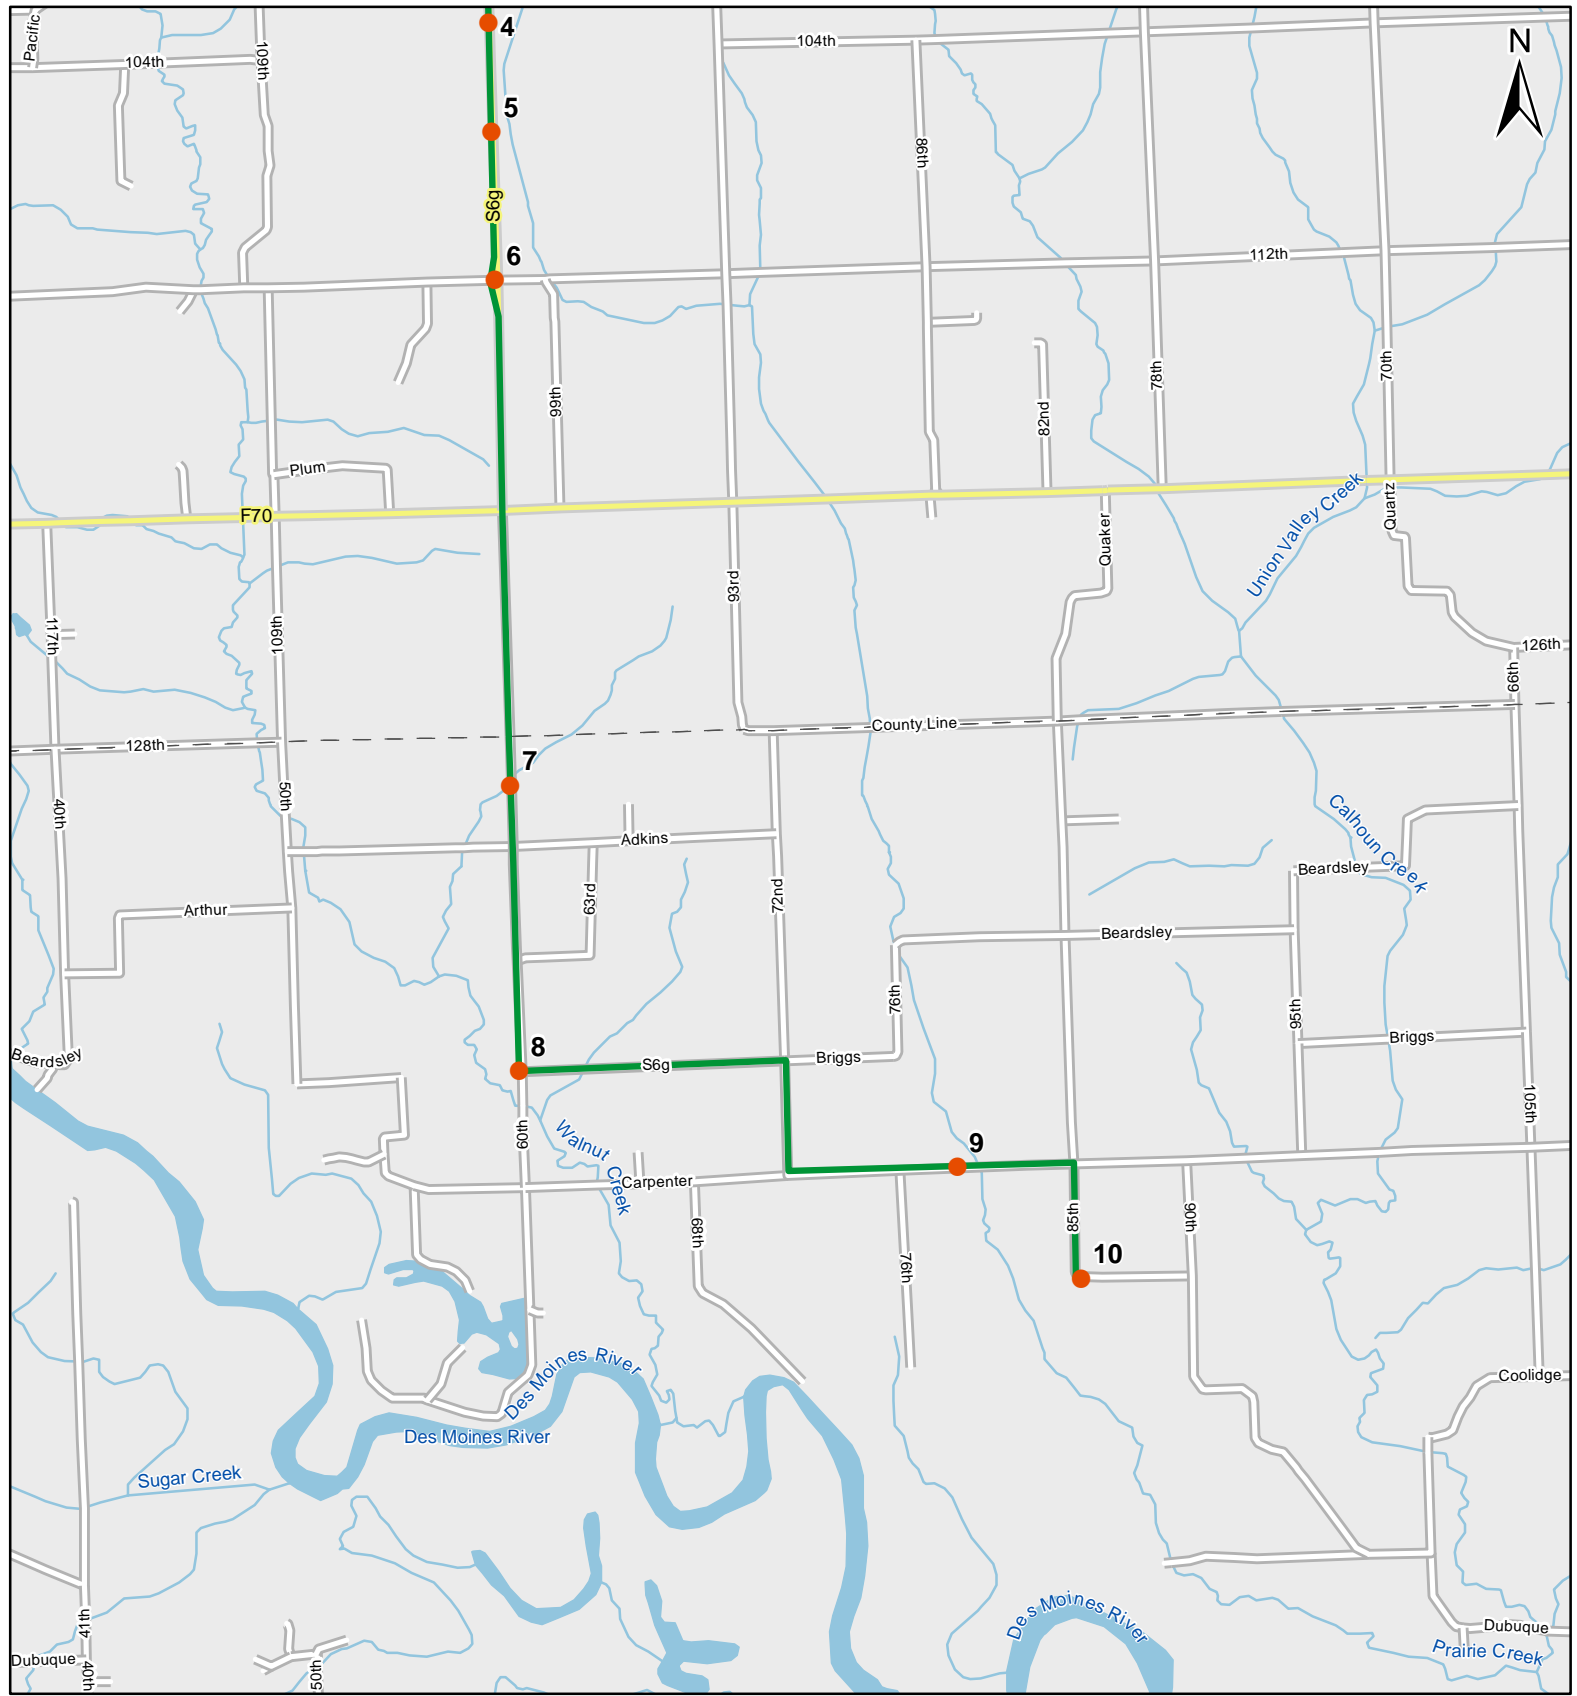 4
Pacific
104th
N
104th
109th
5
86th
S6g
6
112th
70th
78th
99th
82nd
Plum
Union Valley Creek
Quartz
F70
Quaker
93rd
117th
109th
126th
66th
County Line
128th
7
50th
40th
Adkins
Calhoun Creek
Beardsley
63rd
72nd
Arthur
Beardsley
76th
95th
Briggs
8
Beardsley
Briggs
S6g
105th
60th
Walnut Creek
9
Carpenter
85th
90th
68th
10
76th
Des Moines River
Coolidge
Des Moines River
Sugar Creek
Des Moines River
41th
Dubuque
Prairie Creek
Dubuque
40th
50th